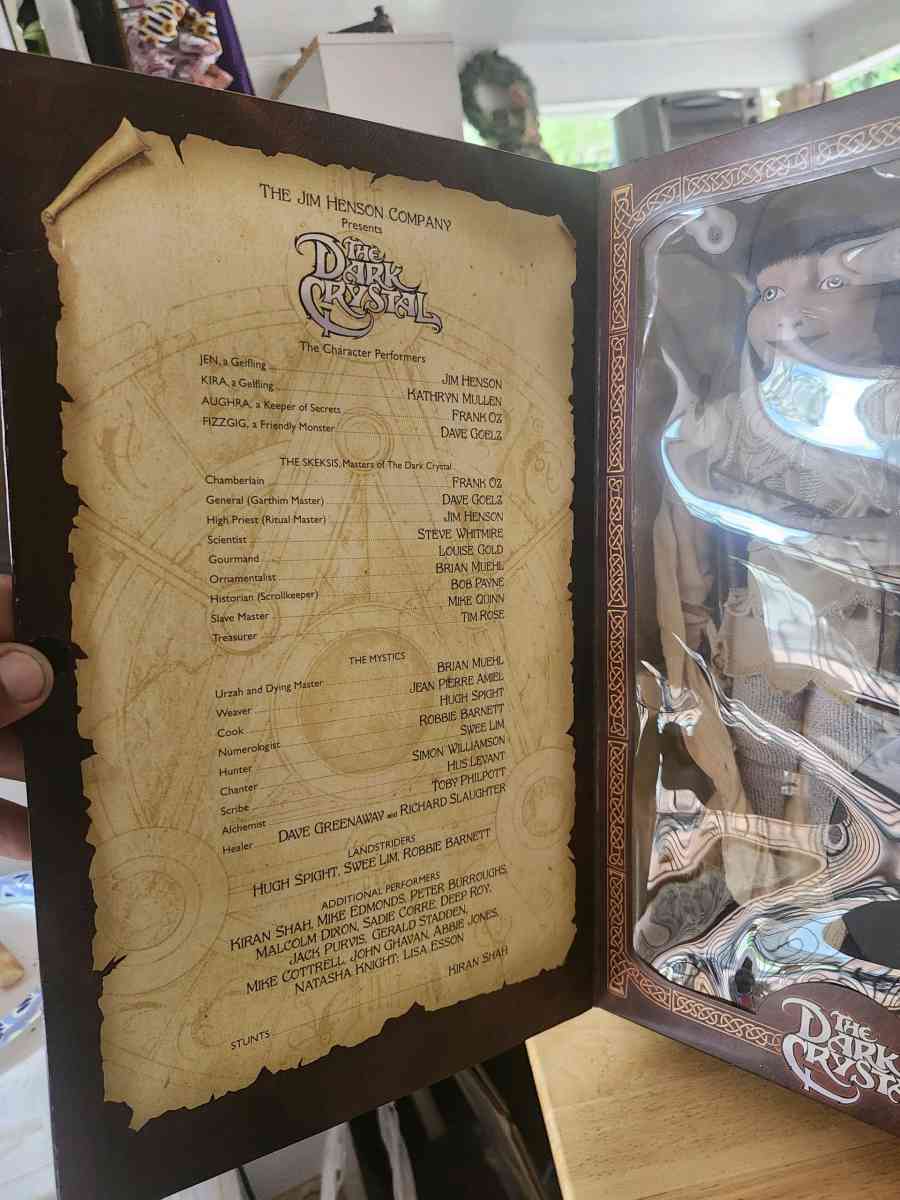 THE JIM HENSON COMPANY
Presents
THE
DARK
CRYSTAL
The Character Performers
JEN, a Gelfling JIM HENSON
KIRA, a Gelfling KATHRYN MULLEN
AUGHRA, a Keeper of Secrets FRANK OZ
FIZZGIG, a Friendly Monster DAVE GOELZ
THE SKEKSIS, Masters of The Dark Crystal
Chamberlain FRANK OZ
General (Garthim Master) DAVE GOELZ
High Priest (Ritual Master) JIM HENSON
Scientist STEVE WHITMIRE
Gourmand LOUISE GOLD
Ornamentalist BRIAN MUEHL
Historian (Scrollkeeper) BOB PAYNE
Slave Master MIKE QUINN
Treasurer TIM ROSE
THE MYSTICS
Urzah and Dying Master BRIAN MUEHL
Weaver JEAN PIERRE AMIEL
Cook HUGH SPIGHT
Numerologist ROBBIE BARNETT
Hunter SWEE LIM
Chanter SIMON WILLIAMSON
Scribe HUS LEVANT
Alchemist TOBY PHILPOTT
Healer DAVE GREENAWAY and RICHARD SLAUGHTER
LANDSTRIDERS
HUGH SPIGHT, SWEE LIM, ROBBIE BARNETT
ADDITIONAL PERFORMERS
KIRAN SHAH, MIKE EDMONDS, PETER BURROUGHS,
MALCOLM DIXON, SADIE CORRE, DEEP ROY,
JACK PURVIS, GERALD STADDEN,
MIKE COTTRELL, JOHN GHAVAN, ABBIE JONES,
NATASHA KNIGHT; LISA ESSON
STUNTS KIRAN SHAH
THE
DARK
CRYSTA